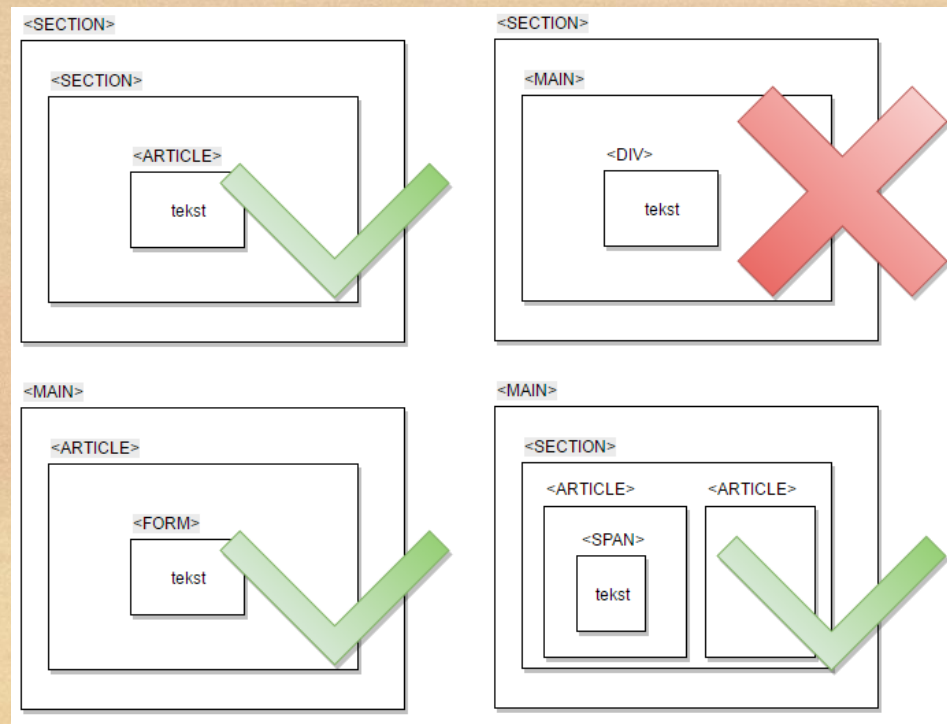 <SECTION>
<SECTION>
<ARTICLE>
tekst
<SECTION>
<MAIN>
<DIV>
tekst
<MAIN>
<ARTICLE>
<FORM>
tekst
<MAIN>
<SECTION>
<ARTICLE> <ARTICLE>
<SPAN>
tekst